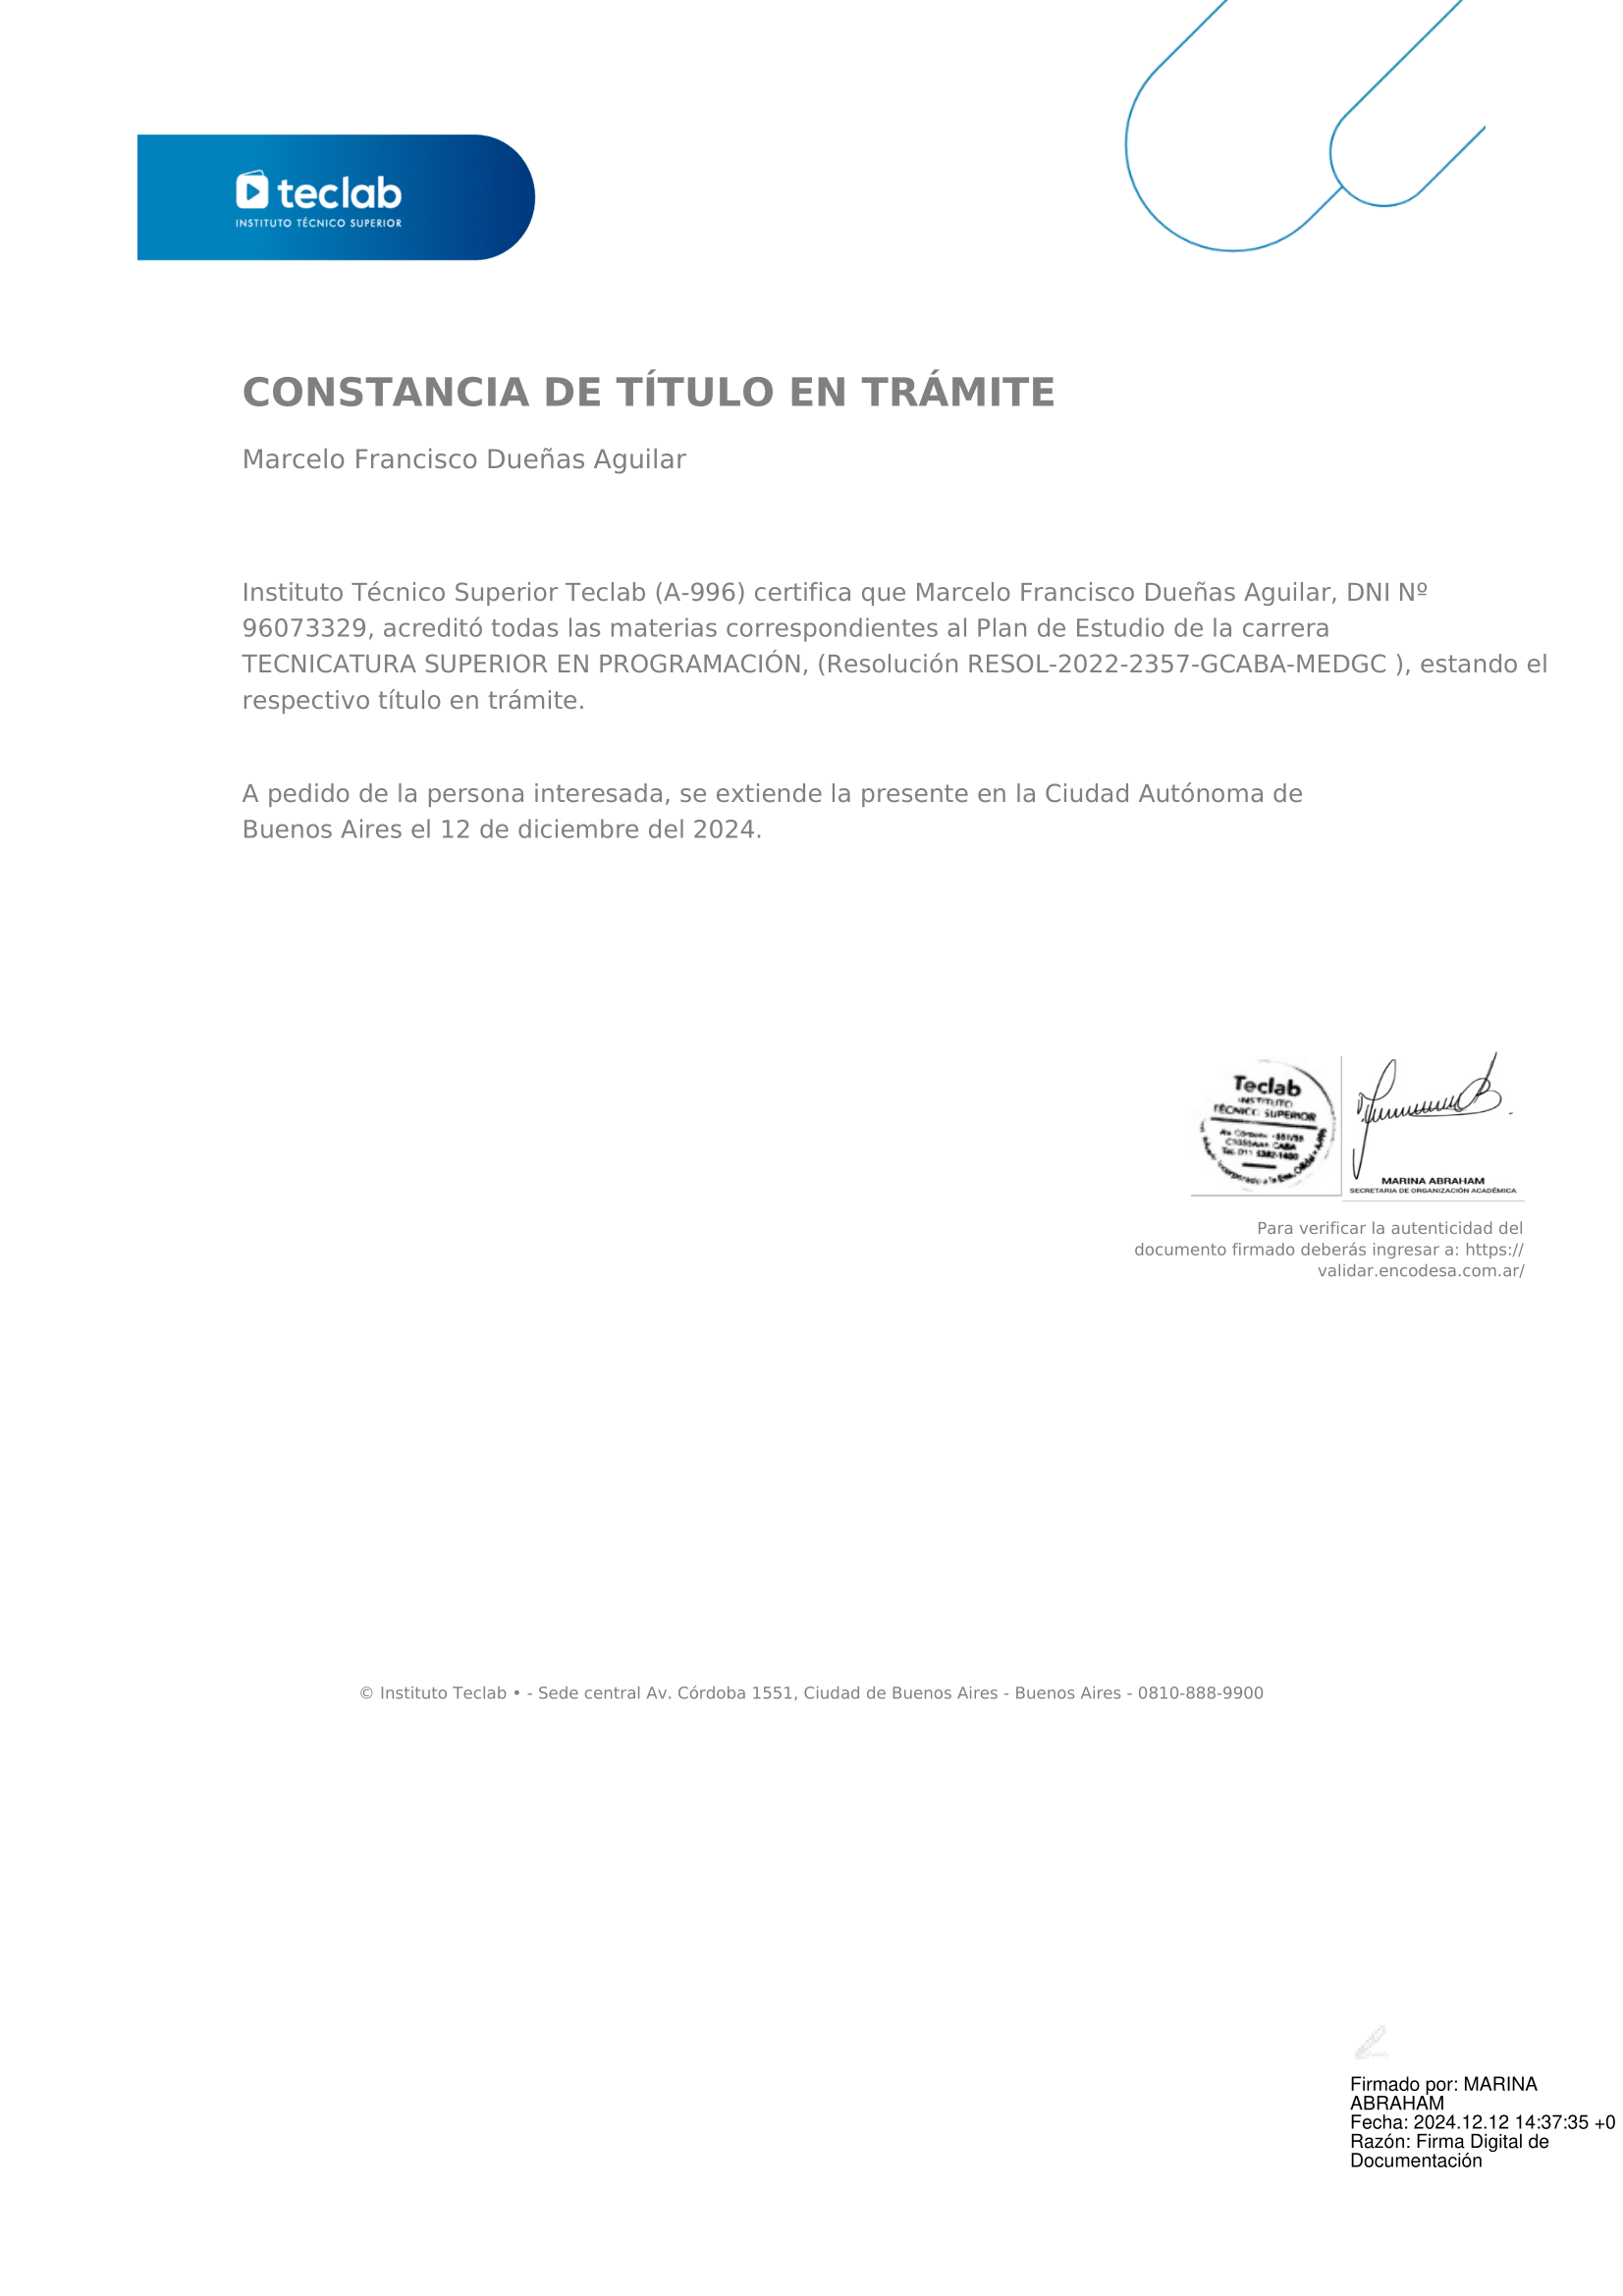 teclab
INSTITUTO TÉCNICO SUPERIOR
CONSTANCIA DE TÍTULO EN TRÁMITE
Marcelo Francisco Dueñas Aguilar
Instituto Técnico Superior Teclab (A-996) certifica que Marcelo Francisco Dueñas Aguilar, DNI Nº
96073329, acreditó todas las materias correspondientes al Plan de Estudio de la carrera
TECNICATURA SUPERIOR EN PROGRAMACIÓN, (Resolución RESOL-2022-2357-GCABA-MEDGC ), estando el
respectivo título en trámite.
A pedido de la persona interesada, se extiende la presente en la Ciudad Autónoma de
Buenos Aires el 12 de diciembre del 2024.
Teclab
INSTITUTO
TÉCNICO SUPERIOR
MARINA ABRAHAM
SECRETARIA DE ORGANIZACIÓN ACADÉMICA
Para verificar la autenticidad del
documento firmado deberás ingresar a: https://
validar.encodesa.com.ar/
© Instituto Teclab • - Sede central Av. Córdoba 1551, Ciudad de Buenos Aires - Buenos Aires - 0810-888-9900
Firmado por: MARINA
ABRAHAM
Fecha: 2024.12.12 14:37:35 +0
Razón: Firma Digital de
Documentación